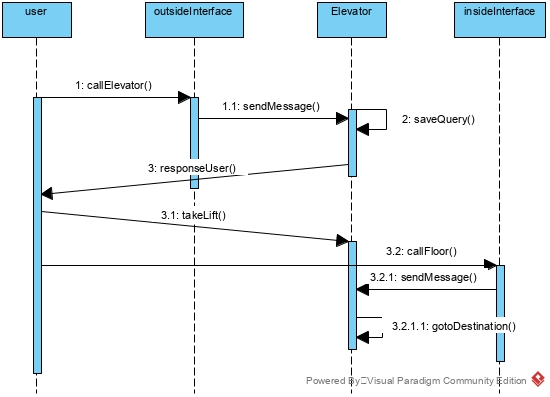 user outsideInterface Elevator insideInterface
1: callElevator()
1.1: sendMessage()
2: saveQuery()
3: responseUser()
3.1: takeLift()
3.2: callFloor()
3.2.1: sendMessage()
3.2.1.1: gotoDestination()
Powered By Visual Paradigm Community Edition